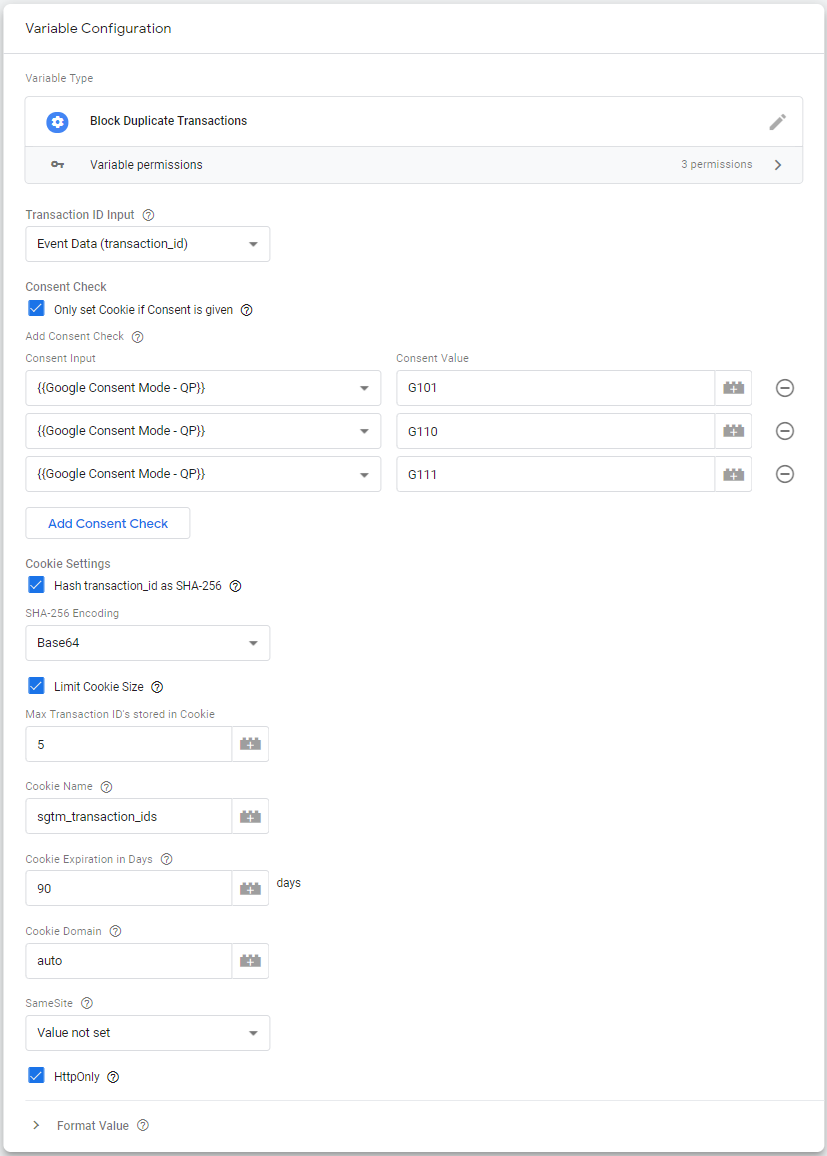 Variable Configuration
Variable Type
Block Duplicate Transactions
Variable permissions 3 permissions
Transaction ID Input
Event Data (transaction_id)
Consent Check
Only set Cookie if Consent is given
Add Consent Check
Consent Input Consent Value
{{Google Consent Mode - QP}} G101
{{Google Consent Mode - QP}} G110
{{Google Consent Mode - QP}} G111
Add Consent Check
Cookie Settings
Hash transaction_id as SHA-256
SHA-256 Encoding
Base64
Limit Cookie Size
Max Transaction ID's stored in Cookie
5
Cookie Name
sgtm_transaction_ids
Cookie Expiration in Days
90 days
Cookie Domain
auto
SameSite
Value not set
HttpOnly
Format Value